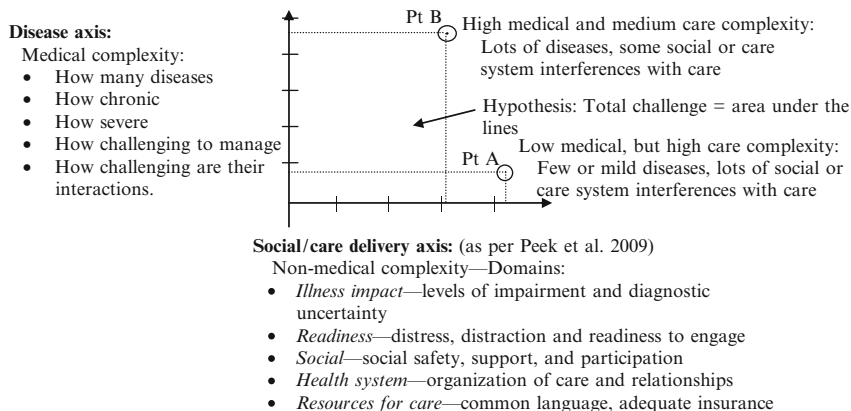 Disease axis:
Medical complexity:
• How many diseases
• How chronic
• How severe
• How challenging to manage
• How challenging are their
interactions.
Pt B
High medical and medium care complexity:
Lots of diseases, some social or care
system interferences with care
Hypothesis: Total challenge = area under the
lines
Pt A
Low medical, but high care complexity:
Few or mild diseases, lots of social or
care system interferences with care
Social/care delivery axis: (as per Peek et al. 2009)
Non-medical complexity—Domains:
• Illness impact—levels of impairment and diagnostic
uncertainty
• Readiness—distress, distraction and readiness to engage
• Social—social safety, support, and participation
• Health system—organization of care and relationships
• Resources for care—common language, adequate insurance